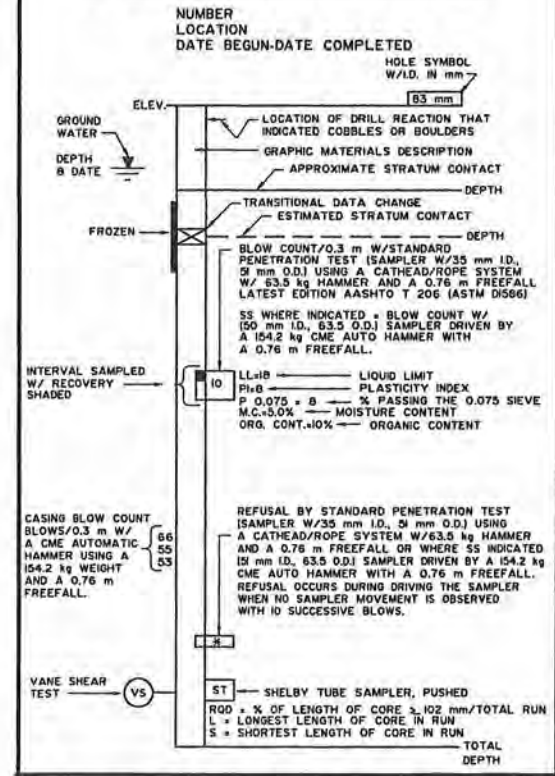 NUMBER
LOCATION
DATE BEGUN-DATE COMPLETED
HOLE SYMBOL
W/I.D. IN mm
83 mm
ELEV.
GROUND
WATER
DEPTH
& DATE
LOCATION OF DRILL REACTION THAT
INDICATED COBBLES OR BOULDERS
GRAPHIC MATERIALS DESCRIPTION
APPROXIMATE STRATUM CONTACT
DEPTH
TRANSITIONAL DATA CHANGE
ESTIMATED STRATUM CONTACT
FROZEN
DEPTH
BLOW COUNT/0.3 m W/STANDARD
PENETRATION TEST (SAMPLER W/35 mm I.D.,
51 mm O.D.) USING A CATHEAD/ROPE SYSTEM
W/ 63.5 kg HAMMER AND A 0.76 m FREEFALL
LATEST EDITION AASHTO T 206 (ASTM D1586)
SS WHERE INDICATED = BLOW COUNT W/
(50 mm I.D., 63.5 O.D.) SAMPLER DRIVEN BY
A 154.2 kg CME AUTO HAMMER WITH
A 0.76 m FREEFALL.
INTERVAL SAMPLED
W/ RECOVERY
SHADED
10
LL=18 LIQUID LIMIT
PI=8 PLASTICITY INDEX
P 0.075 = 8 % PASSING THE 0.075 SIEVE
M.C.=5.0% MOISTURE CONTENT
ORG. CONT.=10% ORGANIC CONTENT
CASING BLOW COUNT
BLOWS/0.3 m W/
A CME AUTOMATIC
HAMMER USING A
154.2 kg WEIGHT
AND A 0.76 m
FREEFALL.
66
55
53
REFUSAL BY STANDARD PENETRATION TEST
(SAMPLER W/35 mm I.D., 51 mm O.D.) USING
A CATHEAD/ROPE SYSTEM W/63.5 kg HAMMER
AND A 0.76 m FREEFALL OR WHERE SS INDICATED
(51 mm I.D., 63.5 O.D.) SAMPLER DRIVEN BY A 154.2 kg
CME AUTO HAMMER WITH A 0.76 m FREEFALL.
REFUSAL OCCURS DURING DRIVING THE SAMPLER
WHEN NO SAMPLER MOVEMENT IS OBSERVED
WITH 10 SUCCESSIVE BLOWS.
*
VANE SHEAR
TEST
VS
ST
SHELBY TUBE SAMPLER, PUSHED
RQD = % OF LENGTH OF CORE ≥ 102 mm/TOTAL RUN
L = LONGEST LENGTH OF CORE IN RUN
S = SHORTEST LENGTH OF CORE IN RUN
TOTAL
DEPTH